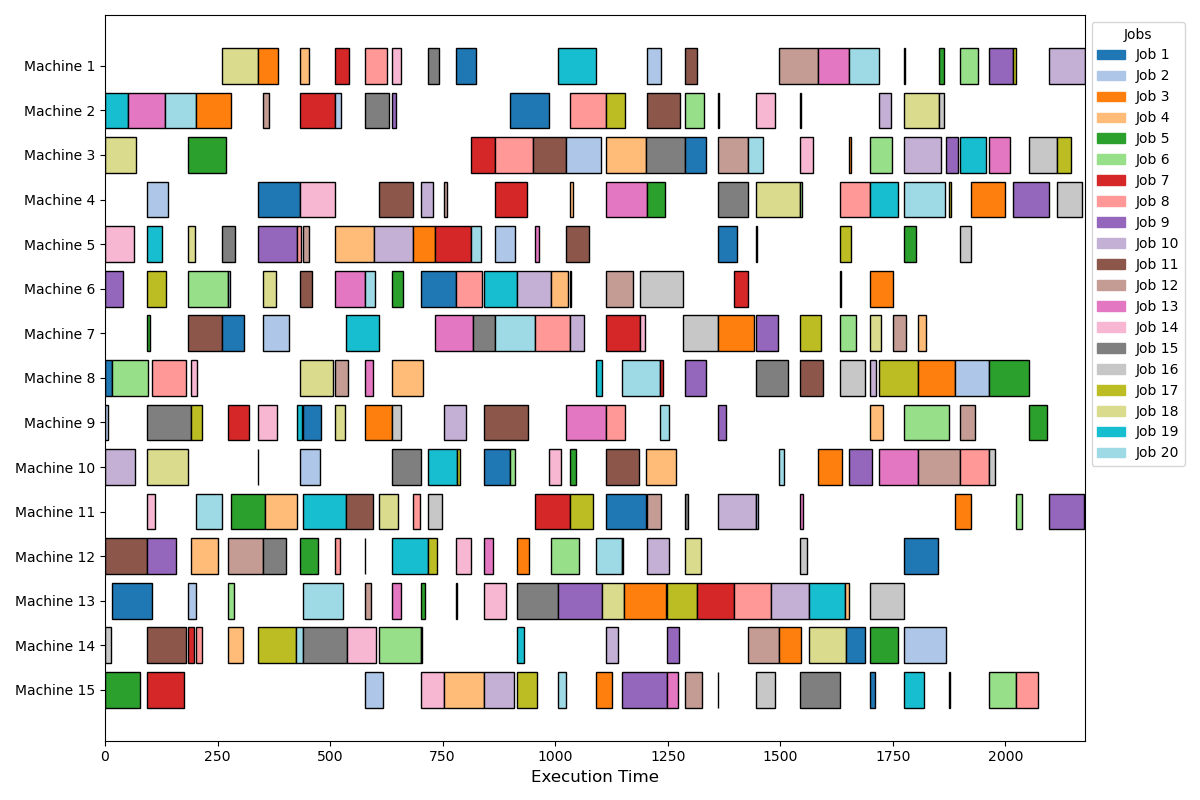 Machine 1
Machine 2
Machine 3
Machine 4
Machine 5
Machine 6
Machine 7
Machine 8
Machine 9
Machine 10
Machine 11
Machine 12
Machine 13
Machine 14
Machine 15
0 250 500 750 1000 1250 1500 1750 2000
Execution Time
Jobs
Job 1
Job 2
Job 3
Job 4
Job 5
Job 6
Job 7
Job 8
Job 9
Job 10
Job 11
Job 12
Job 13
Job 14
Job 15
Job 16
Job 17
Job 18
Job 19
Job 20